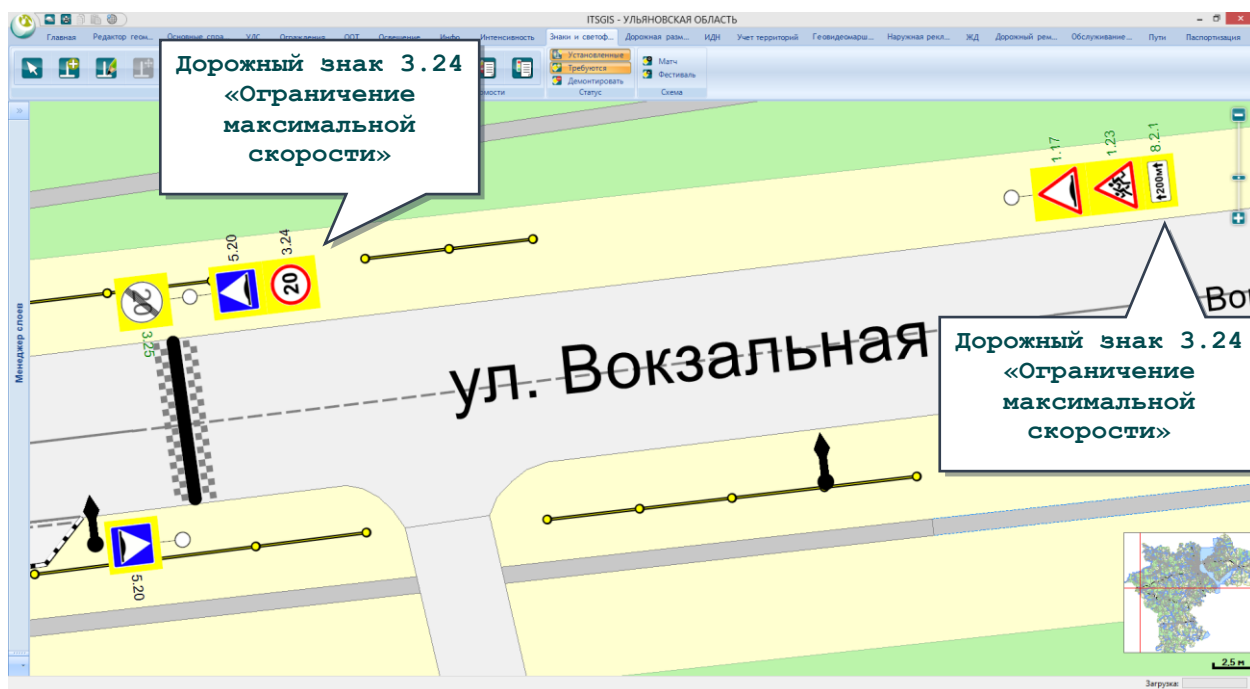 ITSGIS - УЛЬЯНОВСКАЯ ОБЛАСТЬ
Главная Редактор геом... Основные спра... УДС Ограждения ОДТ Освещение Инфо Интенсивность Знаки и светоф... Дорожная разм... ИДН Учет территорий Геовидеомарш... Наружная рекл... ЖД Дорожный рем... Обслуживание... Пути Паспортизация
Установленные
Требуются
Демонтировать
Статус
Матч
Фестиваль
Схема
Дорожный знак 3.24
«Ограничение
максимальной
скорости»
1.17
1.23
8.2.1
200м
5.20
3.24
20
20
3.25
ул. Вокзальная
Дорожный знак 3.24
«Ограничение
максимальной
скорости»
5.20
Менеджер слоев
2,5 м
Загрузка: